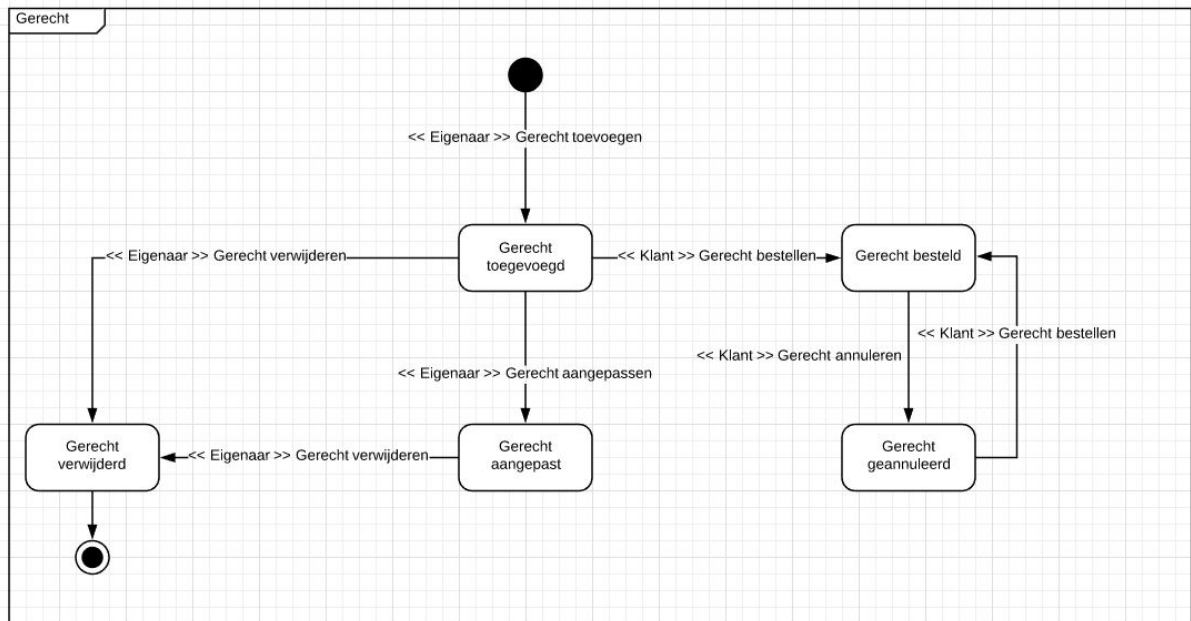 Gerecht
<< Eigenaar >> Gerecht toevoegen
<< Eigenaar >> Gerecht verwijderen
Gerecht
toegevoegd
<< Klant >> Gerecht bestellen
Gerecht besteld
<< Klant >> Gerecht bestellen
<< Klant >> Gerecht annuleren
<< Eigenaar >> Gerecht aangepassen
Gerecht
verwijderd
<< Eigenaar >> Gerecht verwijderen
Gerecht
aangepast
Gerecht
geannuleerd